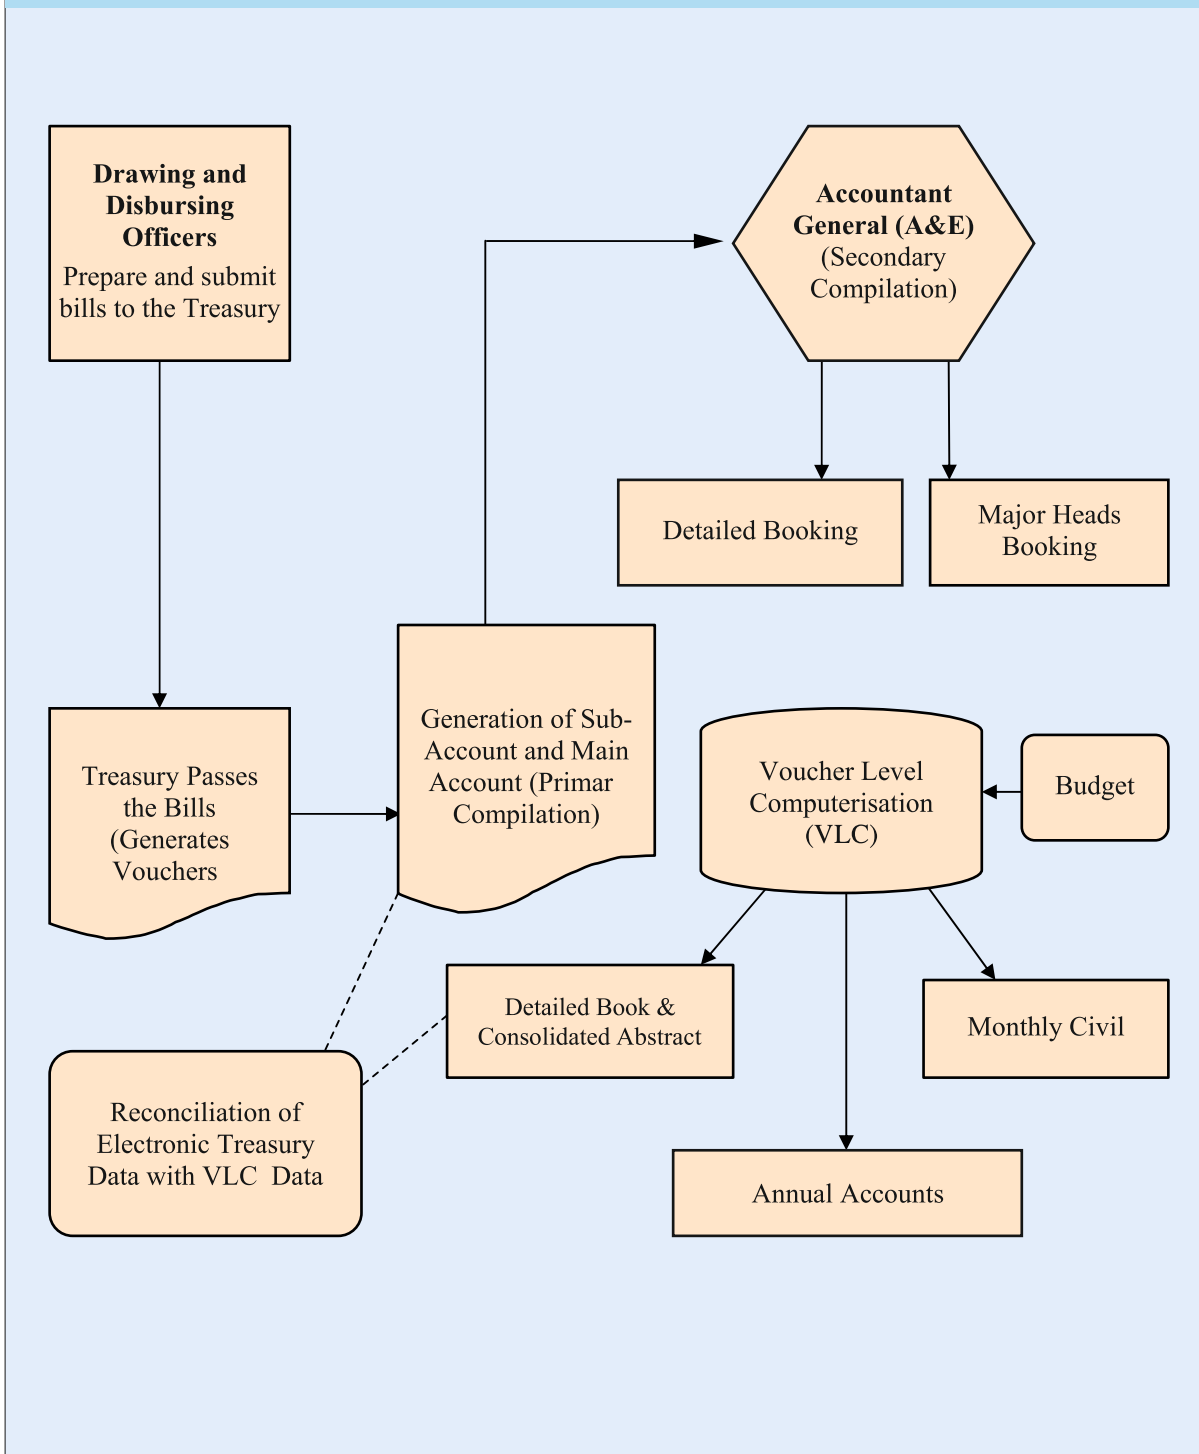 Drawing and
Disbursing
Officers
Prepare and submit
bills to the Treasury
Accountant
General (A&E)
(Secondary
Compilation)
Detailed Booking
Major Heads
Booking
Treasury Passes
the Bills
(Generates
Vouchers
Generation of Sub-
Account and Main
Account (Primar
Compilation)
Voucher Level
Computerisation
(VLC)
Budget
Detailed Book &
Consolidated Abstract
Monthly Civil
Reconciliation of
Electronic Treasury
Data with VLC  Data
Annual Accounts